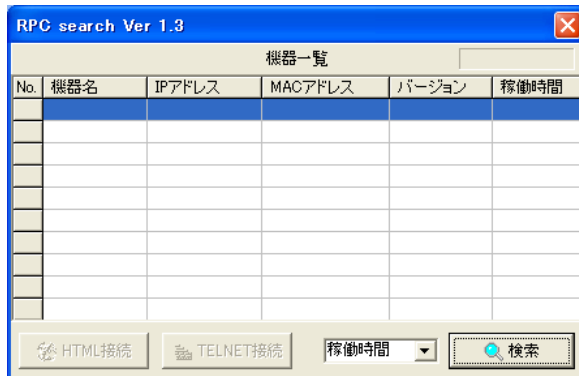 RPC search Ver 1.3
機器一覧
No. 機器名 IPアドレス MACアドレス バージョン 稼働時間
HTML接続 TELNET接続 稼働時間 検索